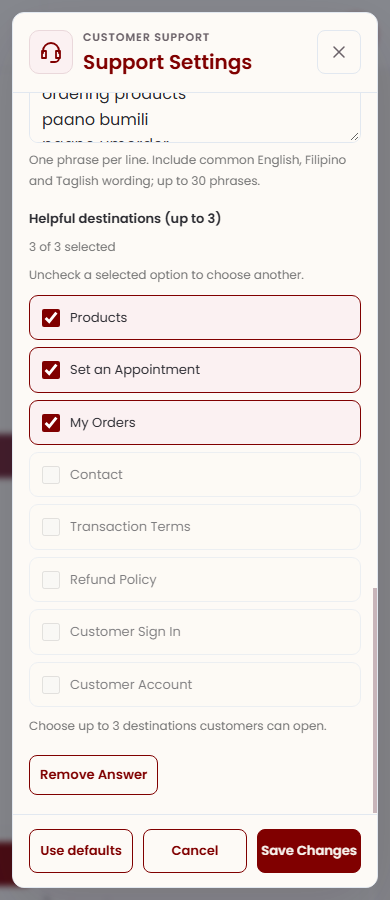 CUSTOMER SUPPORT
Support Settings
ordering products
paano bumili
paano umorder
One phrase per line. Include common English, Filipino
and Taglish wording; up to 30 phrases.
Helpful destinations (up to 3)
3 of 3 selected
Uncheck a selected option to choose another.
Products
Set an Appointment
My Orders
Contact
Transaction Terms
Refund Policy
Customer Sign In
Customer Account
Choose up to 3 destinations customers can open.
Remove Answer
Use defaults
Cancel
Save Changes